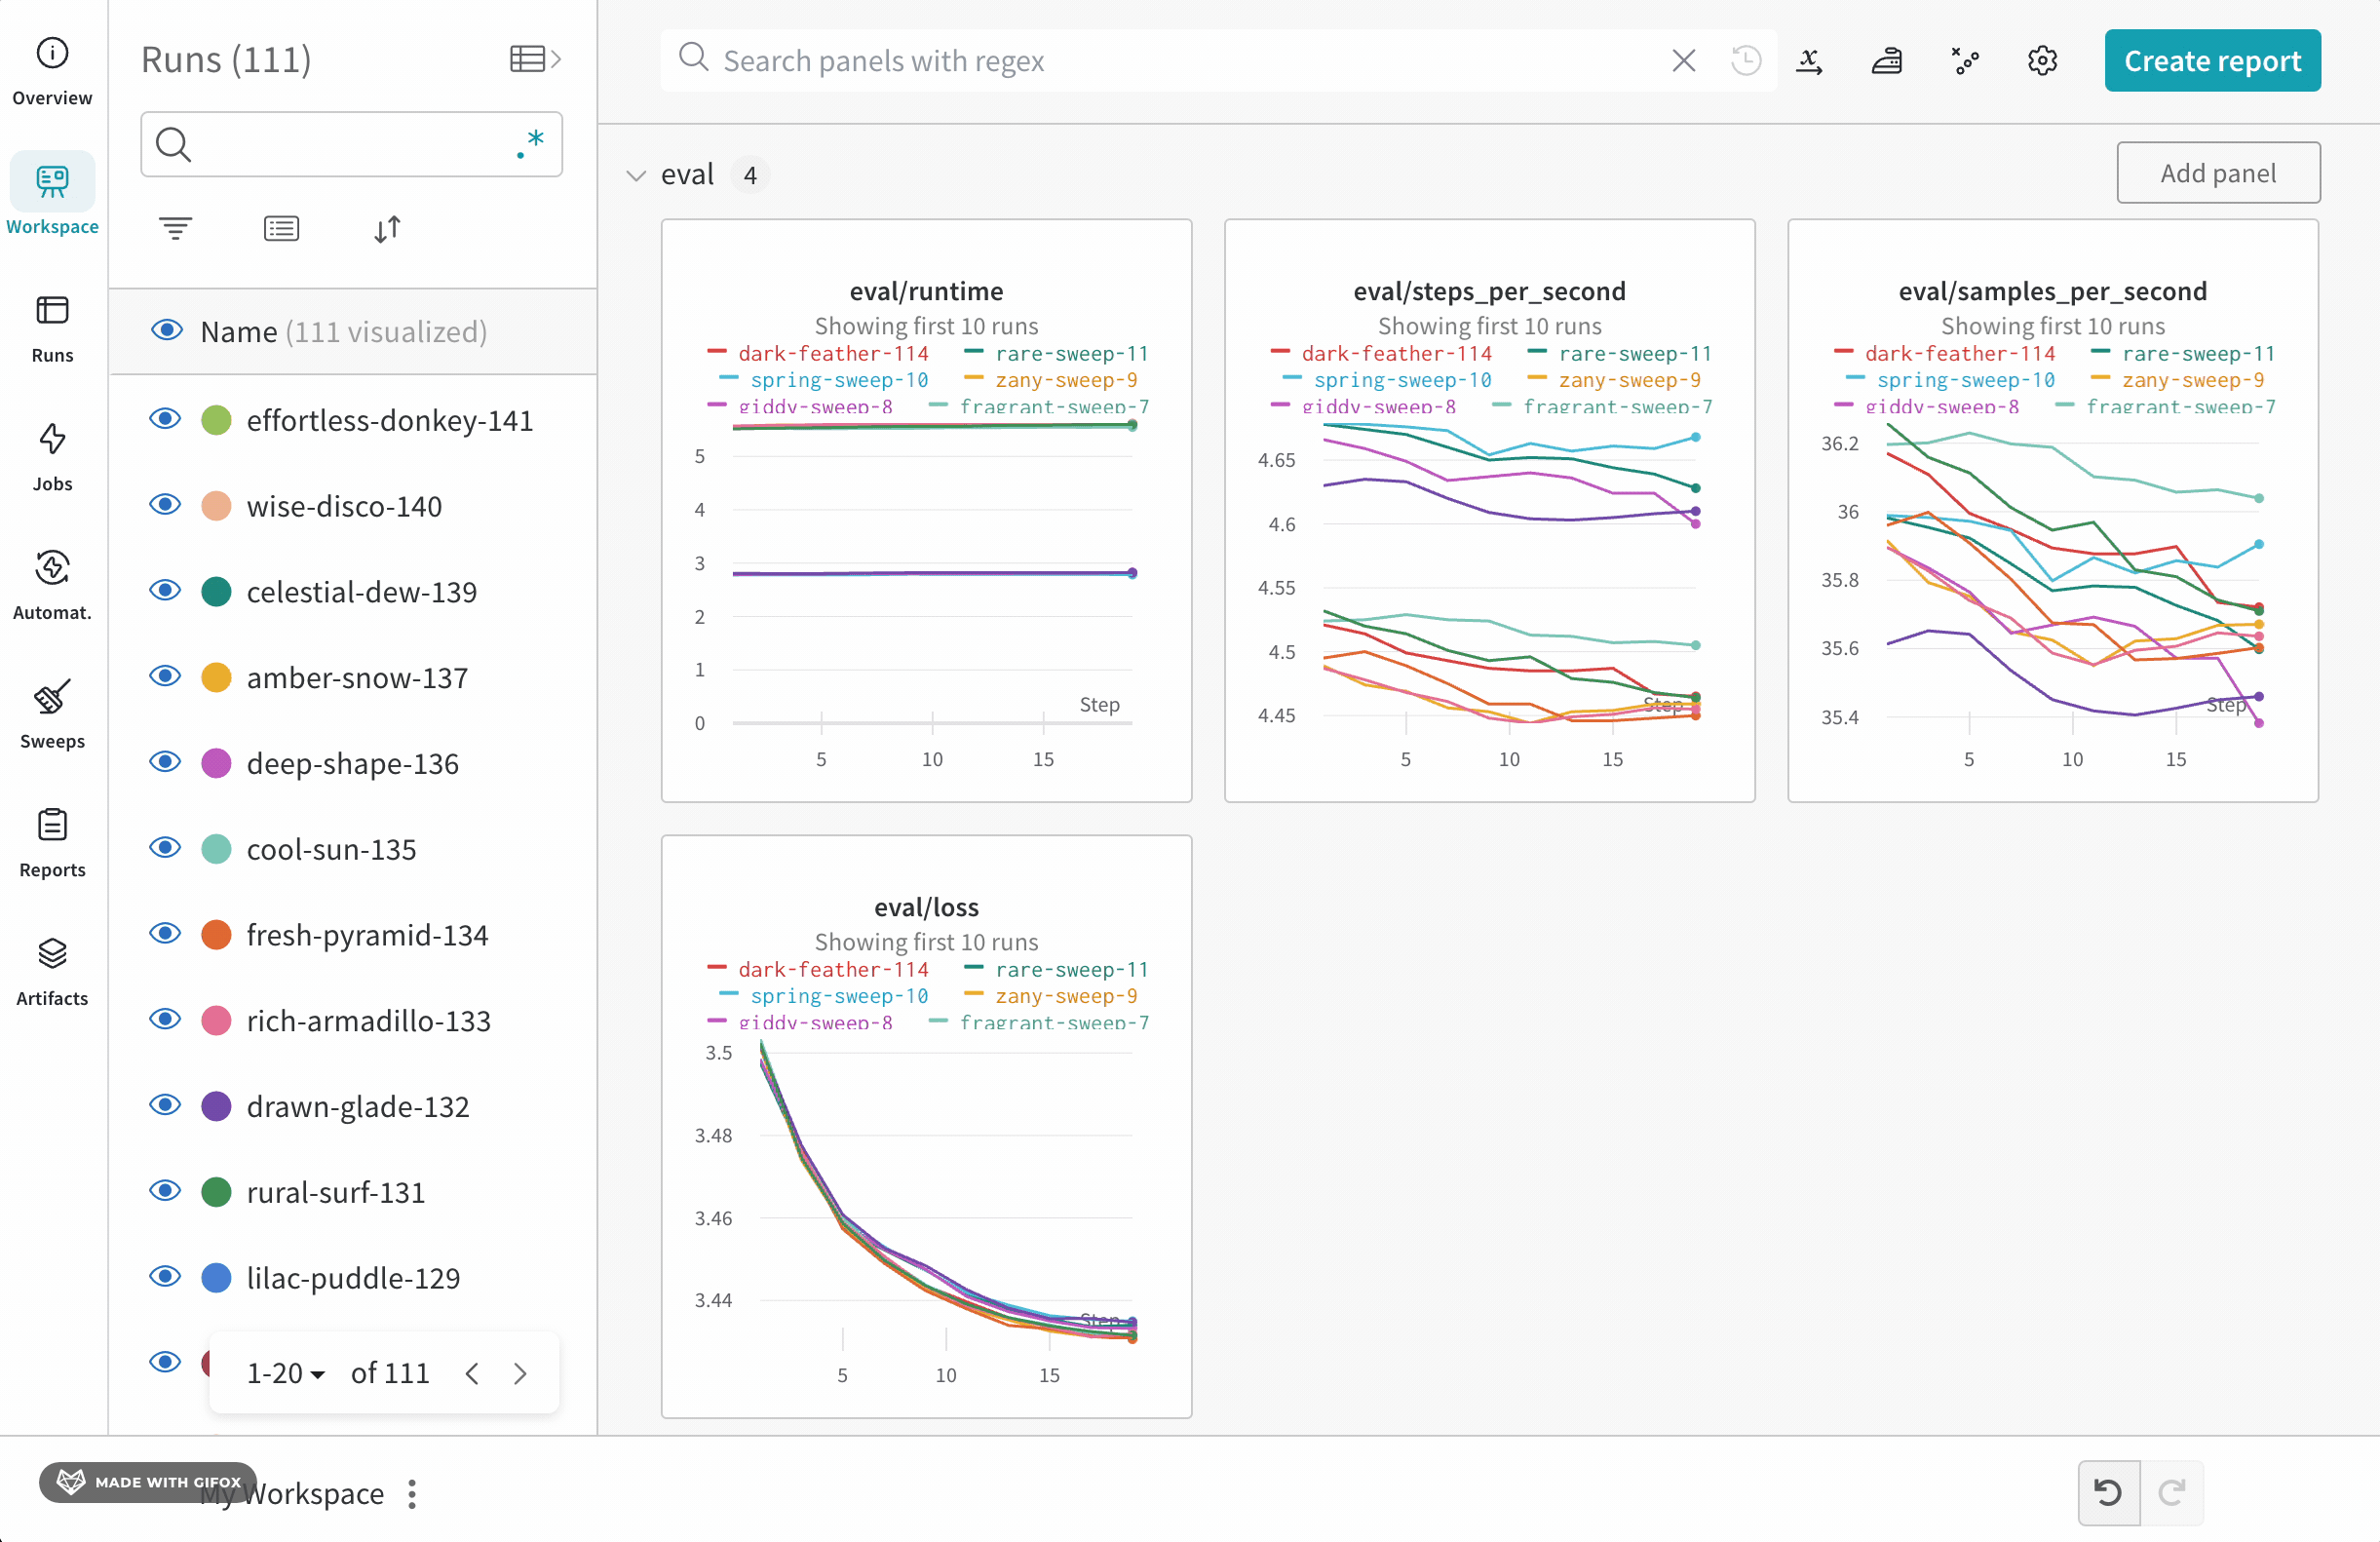 Overview
Workspace
Runs
Jobs
Automat.
Sweeps
Reports
Artifacts
Runs (111)
.*
Name (111 visualized)
effortless-donkey-141
wise-disco-140
celestial-dew-139
amber-snow-137
deep-shape-136
cool-sun-135
fresh-pyramid-134
rich-armadillo-133
drawn-glade-132
rural-surf-131
lilac-puddle-129
1-20 of 111
Search panels with regex
Create report
eval 4
Add panel
eval/runtime
Showing first 10 runs
dark-feather-114 rare-sweep-11
spring-sweep-10 zany-sweep-9
giddy-sweep-8 fragrant-sweep-7
5
4
3
2
1
0
Step
5 10 15
eval/steps_per_second
Showing first 10 runs
dark-feather-114 rare-sweep-11
spring-sweep-10 zany-sweep-9
giddy-sweep-8 fragrant-sweep-7
4.65
4.6
4.55
4.5
4.45
Step
5 10 15
eval/samples_per_second
Showing first 10 runs
dark-feather-114 rare-sweep-11
spring-sweep-10 zany-sweep-9
giddy-sweep-8 fragrant-sweep-7
36.2
36
35.8
35.6
35.4
Step
5 10 15
eval/loss
Showing first 10 runs
dark-feather-114 rare-sweep-11
spring-sweep-10 zany-sweep-9
giddy-sweep-8 fragrant-sweep-7
3.5
3.48
3.46
3.44
Step
5 10 15
MADE WITH GIFOX
My Workspace